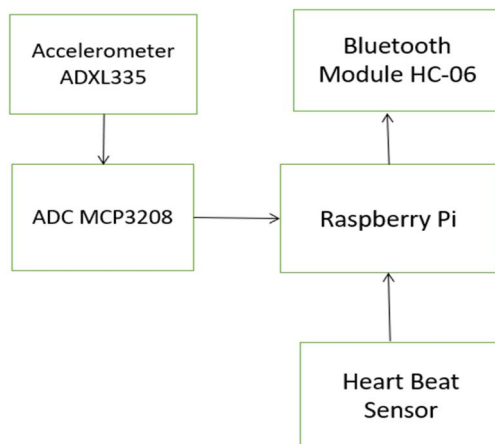 Accelerometer
ADXL335
Bluetooth
Module HC-06
ADC MCP3208
Raspberry Pi
Heart Beat
Sensor